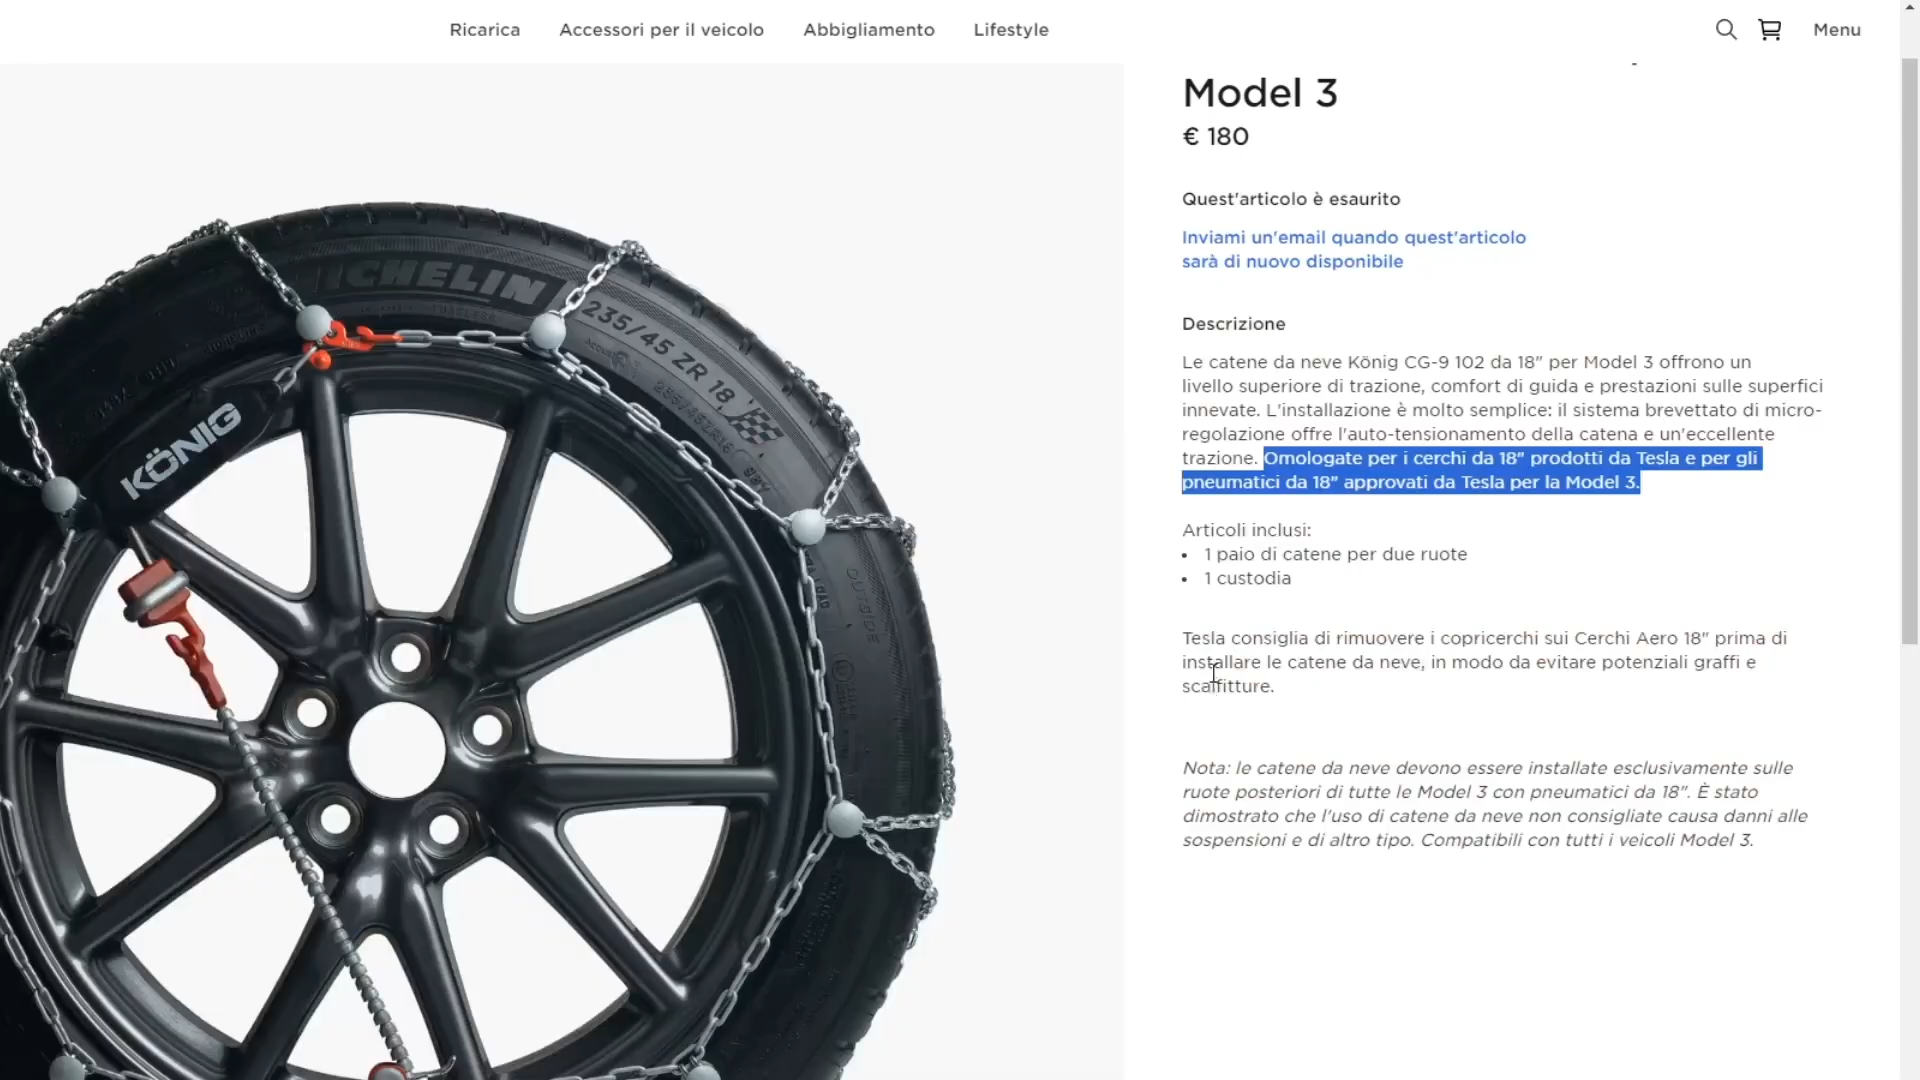 Ricarica Accessori per il veicolo Abbigliamento Lifestyle Menu
Model 3
€ 180
Quest'articolo è esaurito
Inviami un'email quando quest'articolo
sarà di nuovo disponibile
Descrizione
Le catene da neve König CG-9 102 da 18" per Model 3 offrono un
livello superiore di trazione, comfort di guida e prestazioni sulle superfici
innevate. L'installazione è molto semplice: il sistema brevettato di micro-
regolazione offre l'auto-tensionamento della catena e un'eccellente
trazione. Omologate per i cerchi da 18" prodotti da Tesla e per gli
pneumatici da 18" approvati da Tesla per la Model 3.
Articoli inclusi:
• 1 paio di catene per due ruote
• 1 custodia
Tesla consiglia di rimuovere i copricerchi sui Cerchi Aero 18" prima di
installare le catene da neve, in modo da evitare potenziali graffi e
scalfitture.
Nota: le catene da neve devono essere installate esclusivamente sulle
ruote posteriori di tutte le Model 3 con pneumatici da 18". È stato
dimostrato che l'uso di catene da neve non consigliate causa danni alle
sospensioni e di altro tipo. Compatibili con tutti i veicoli Model 3.
ICHELIN
235/45 ZR 18
KÖNIG
OUTSIDE